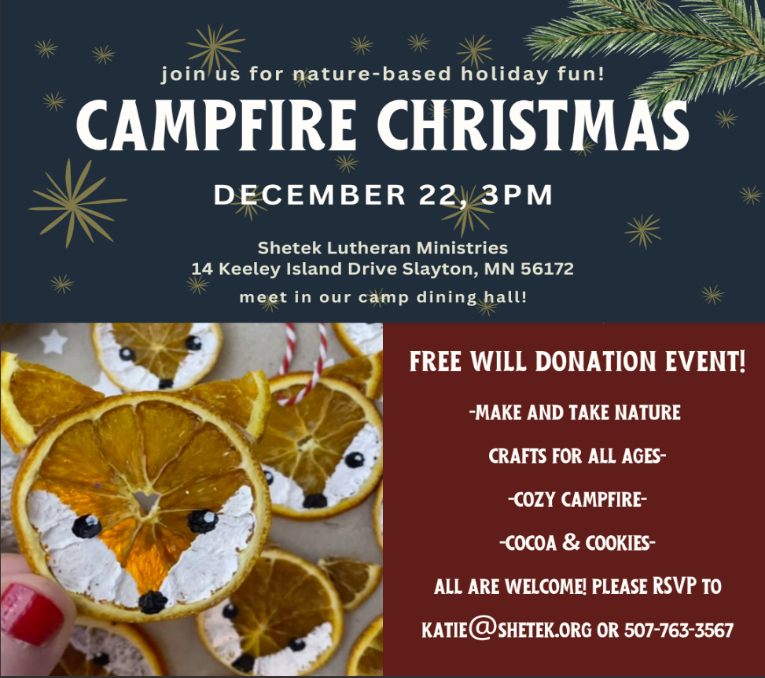 join us for nature-based holiday fun!
CAMPFIRE CHRISTMAS
DECEMBER 22, 3PM
Shetek Lutheran Ministries
14 Keeley Island Drive Slayton, MN 56172
meet in our camp dining hall!
FREE WILL DONATION EVENT!
-MAKE AND TAKE NATURE
CRAFTS FOR ALL AGES-
-COZY CAMPFIRE-
-COCOA & COOKIES-
ALL ARE WELCOME! PLEASE RSVP TO
KATIE@SHETEK.ORG OR 507-763-3567